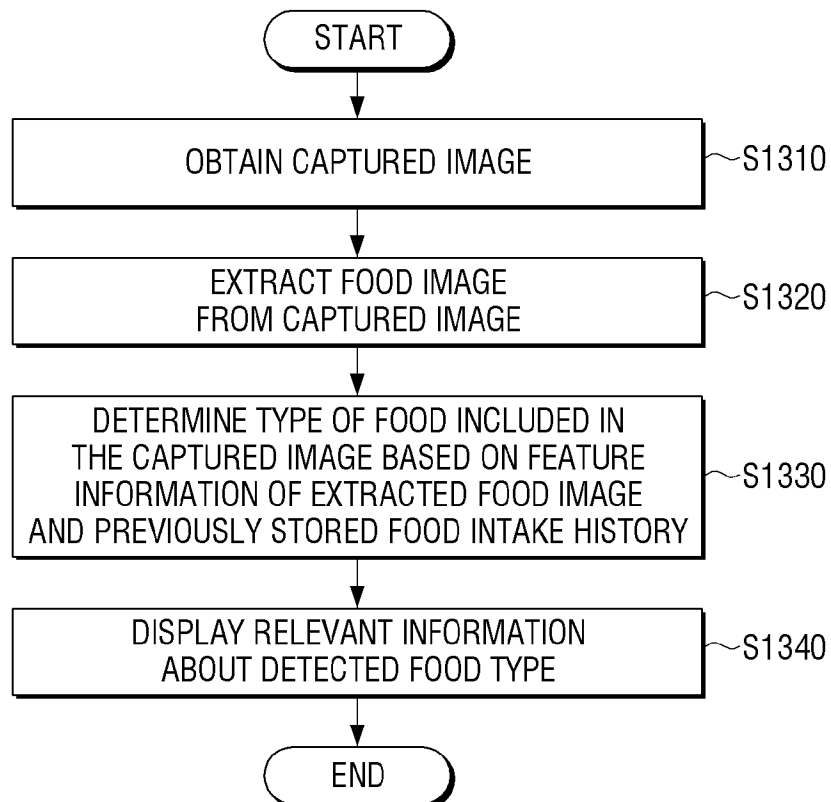 START
OBTAIN CAPTURED IMAGE
S1310
EXTRACT FOOD IMAGE
FROM CAPTURED IMAGE
S1320
DETERMINE TYPE OF FOOD INCLUDED IN
THE CAPTURED IMAGE BASED ON FEATURE
INFORMATION OF EXTRACTED FOOD IMAGE
AND PREVIOUSLY STORED FOOD INTAKE HISTORY
S1330
DISPLAY RELEVANT INFORMATION
ABOUT DETECTED FOOD TYPE
S1340
END